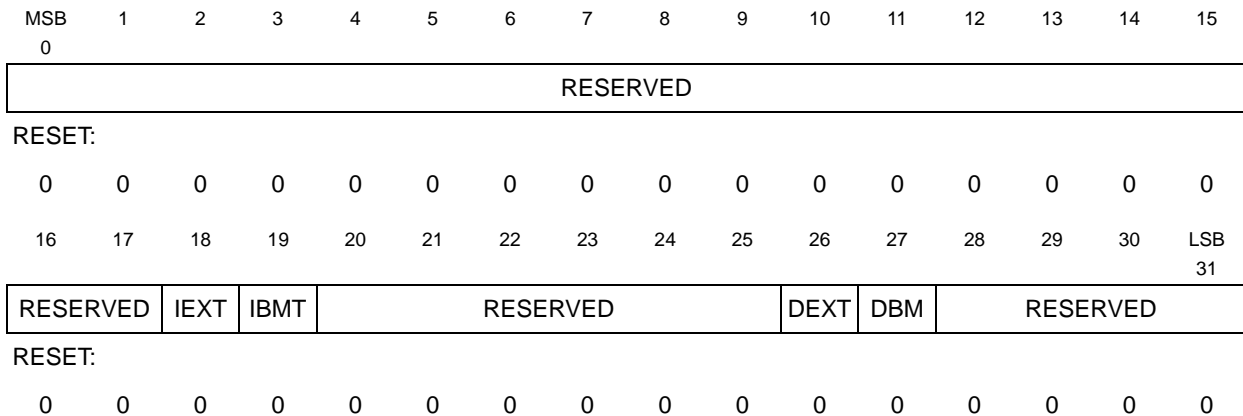 MSB 1 2 3 4 5 6 7 8 9 10 11 12 13 14 15
0
RESERVED
RESET:
0 0 0 0 0 0 0 0 0 0 0 0 0 0 0 0
16 17 18 19 20 21 22 23 24 25 26 27 28 29 30 LSB
31
RESERVED IEXT IBMT RESERVED DEXT DBM RESERVED
RESET:
0 0 0 0 0 0 0 0 0 0 0 0 0 0 0 0